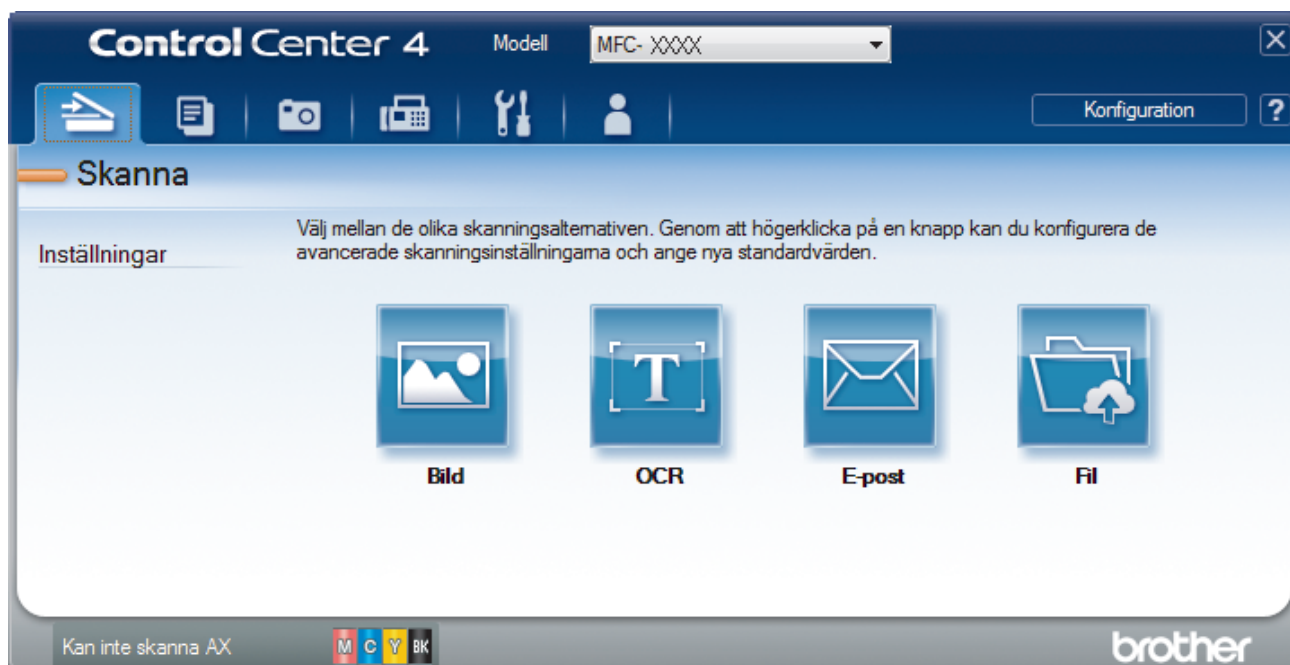 ControlCenter 4
Modell
MFC- XXXX
Konfiguration
?
Skanna
Inställningar
Välj mellan de olika skanningsalternativen. Genom att högerklicka på en knapp kan du konfigurera de
avancerade skanningsinställningarna och ange nya standardvärden.
T
Bild OCR E-post Fil
Kan inte skanna AX
M C Y BK
brother